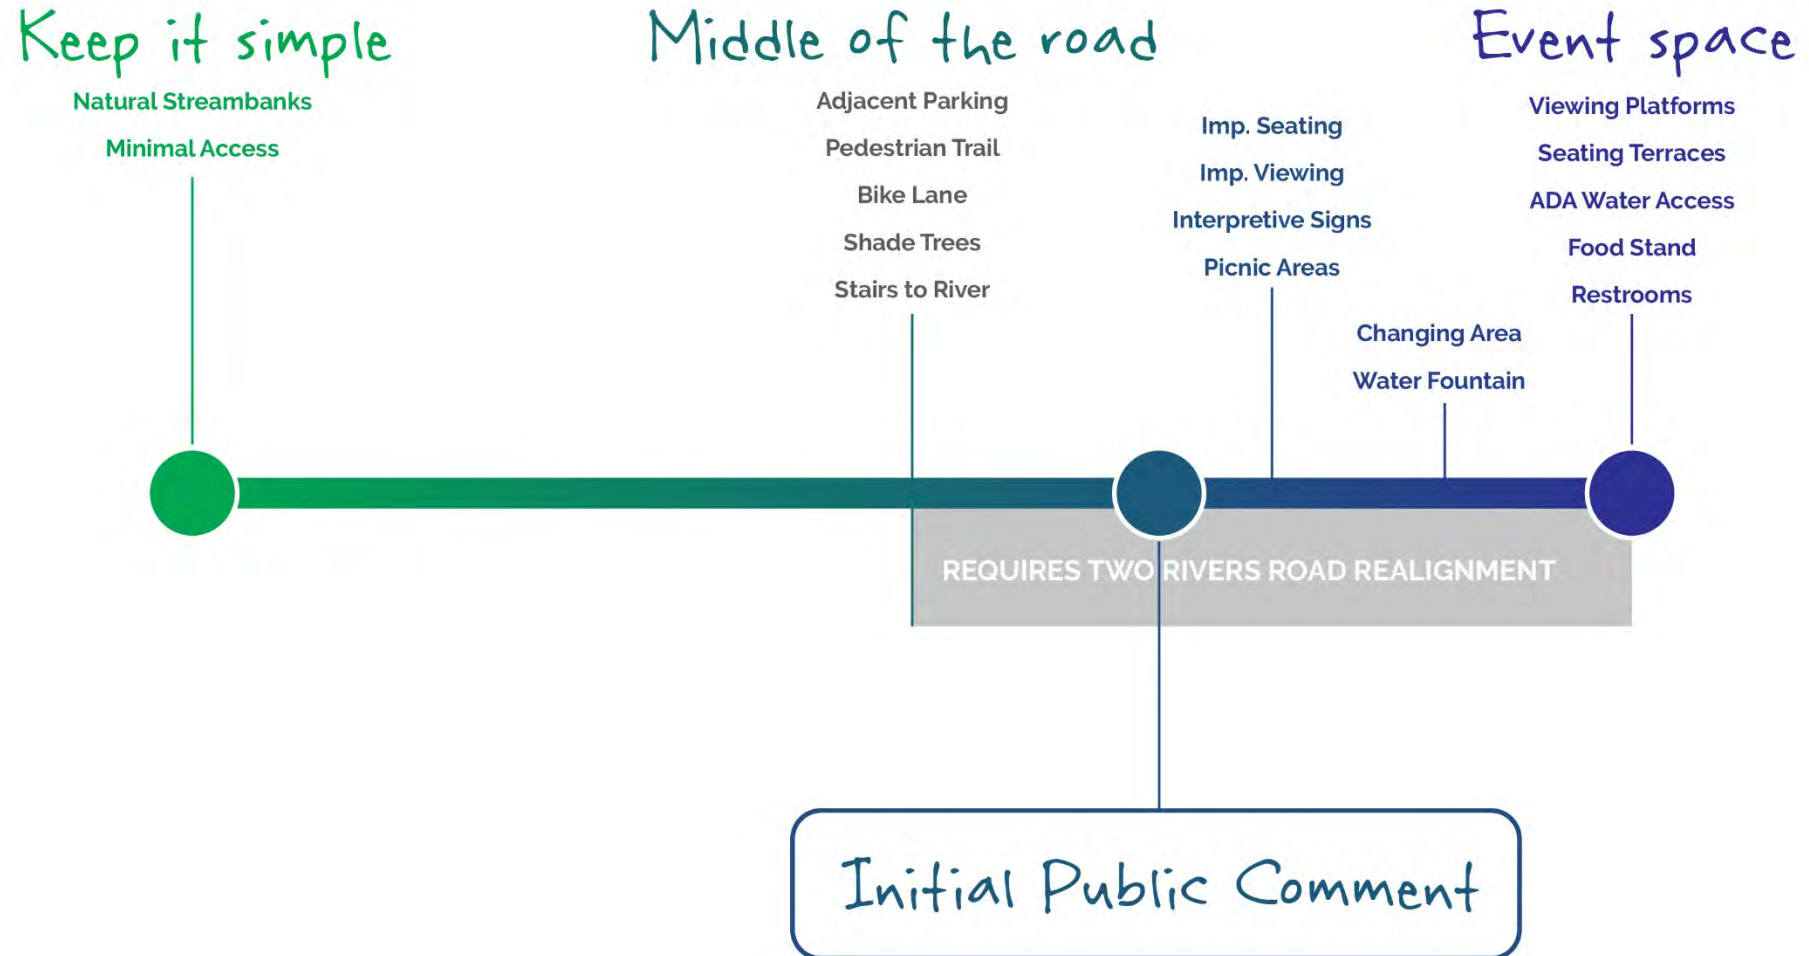 Keep it simple
Natural Streambanks
Minimal Access
Middle of the road
Adjacent Parking
Pedestrian Trail
Bike Lane
Shade Trees
Stairs to River
Imp. Seating
Imp. Viewing
Interpretive Signs
Picnic Areas
Changing Area
Water Fountain
Event space
Viewing Platforms
Seating Terraces
ADA Water Access
Food Stand
Restrooms
REQUIRES TWO RIVERS ROAD REALIGNMENT
Initial Public Comment